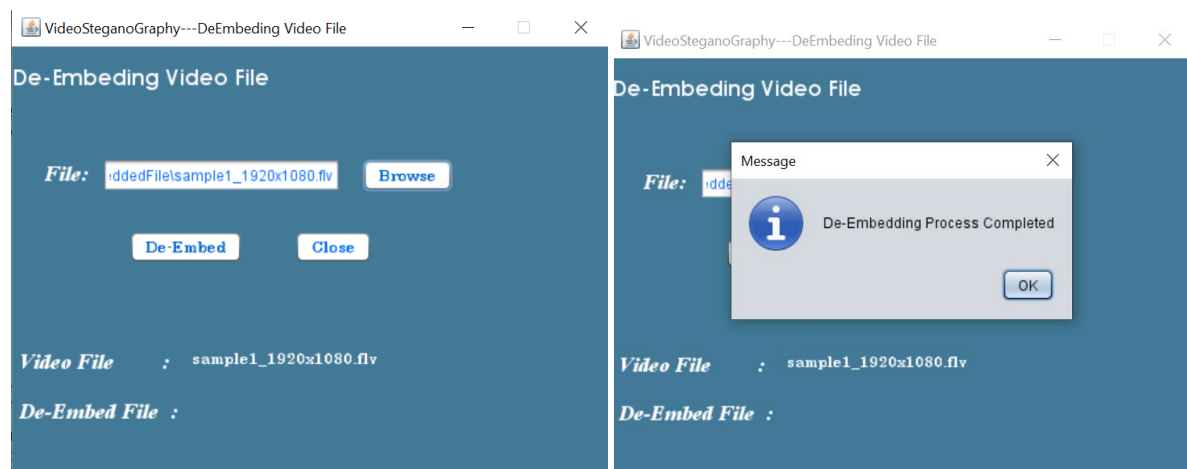 VideoSteganoGraphy---DeEmbeding Video File
De-Embeding Video File
File: ddedFile\sample1_1920x1080.flv Browse
De-Embed Close
Video File : sample1_1920x1080.flv
De-Embed File :
VideoSteganoGraphy---DeEmbeding Video File
De-Embeding Video File
File: dde
Message
De-Embedding Process Completed
OK
Video File : sample1_1920x1080.flv
De-Embed File :